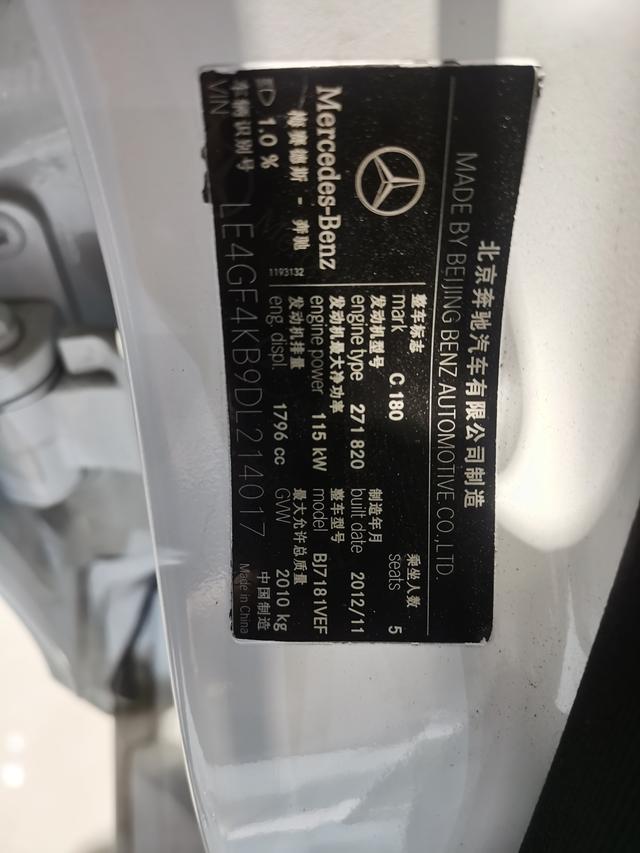 北京奔驰汽车有限公司制造
MADE BY BEIJING BENZ AUTOMOTIVE.CO.,LTD.
Mercedes-Benz
梅赛德斯 - 奔驰
1193132
整车标志 乘坐人数
mark C 180 seats 5
发动机型号 制造年月
engine type 271 820 built date 2012/11
发动机最大净功率 整车型号
engine power 115 kW model BJ7181VEF
发动机排量 最大允许总质量
eng. displ. 1796 cc GVW 2010 kg
1.0 %
车辆识别号 中国制造
VIN LE4GF4KB9DL214017 Made in China